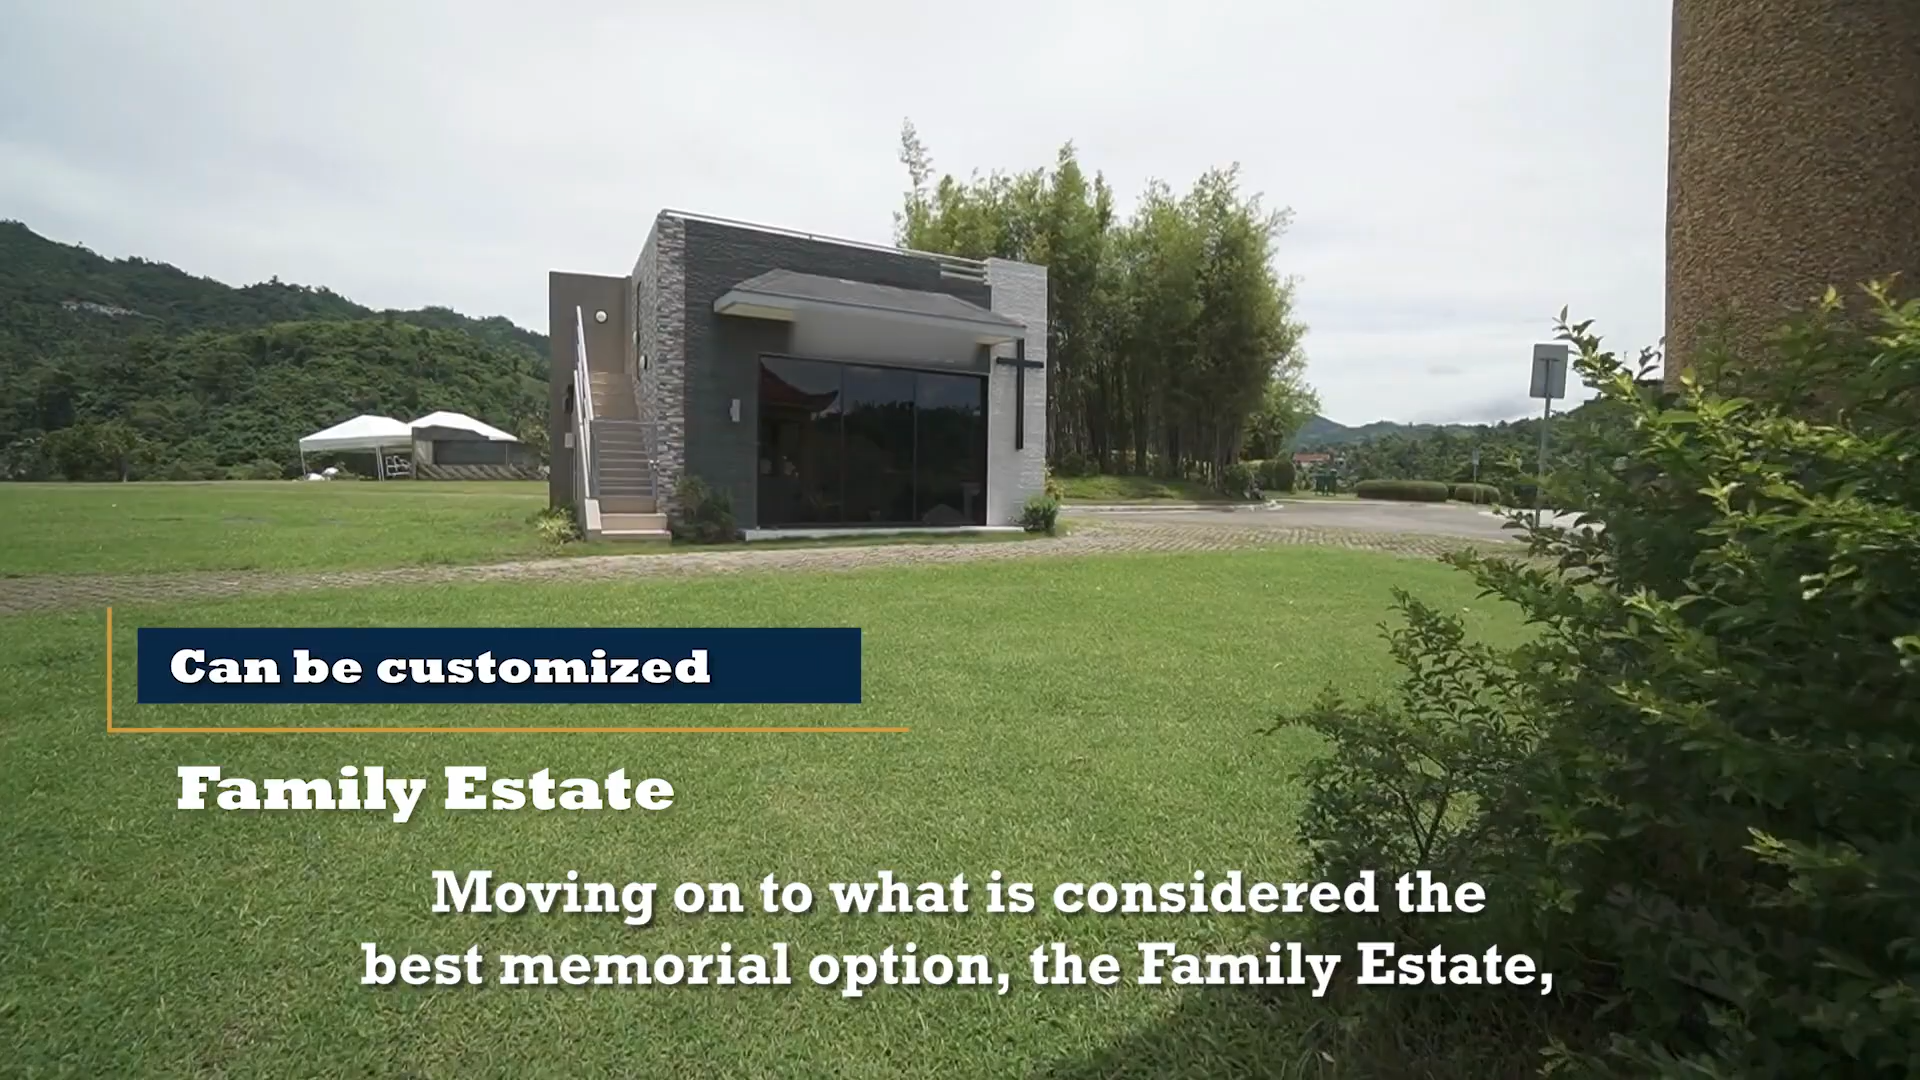 Can be customized
Family Estate
Moving on to what is considered the
best memorial option, the Family Estate,